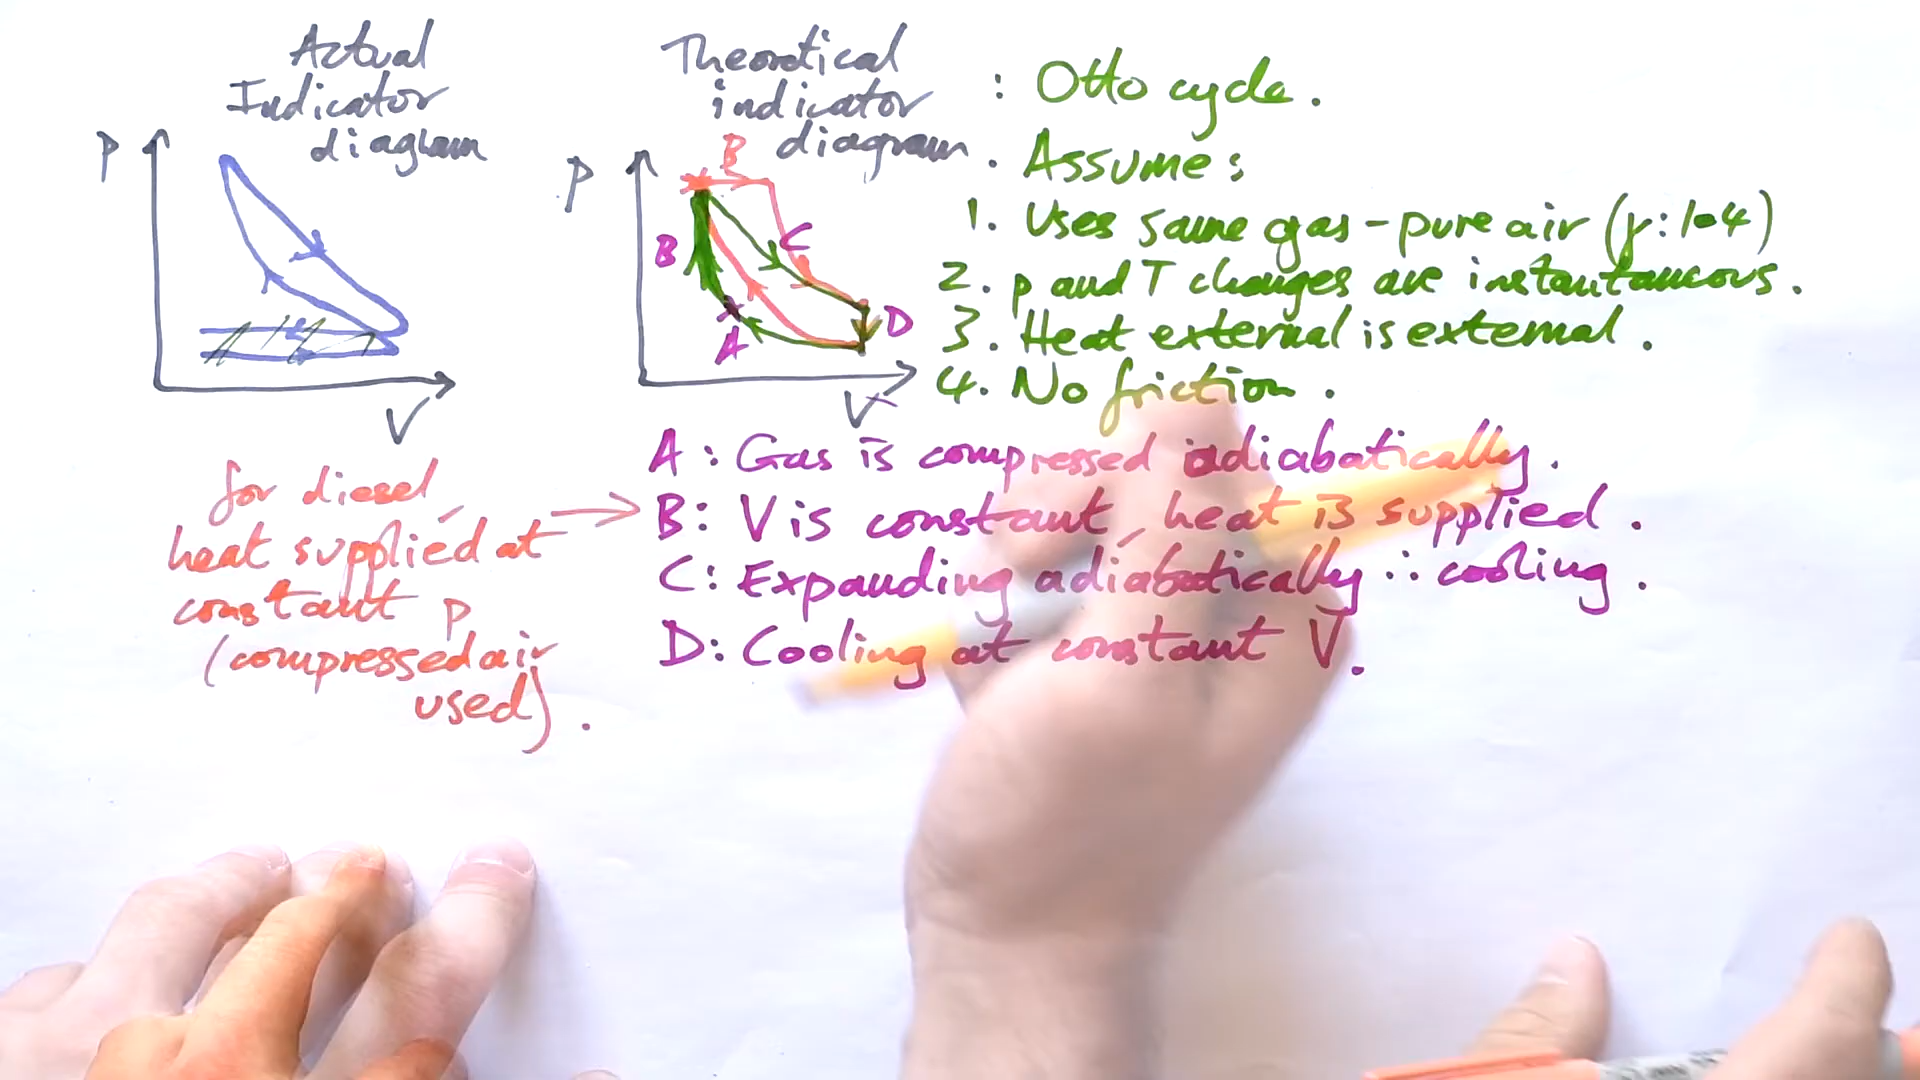 Actual
Indicator
diagram
P
V
Theoretical
indicator
diagram
P
B
B
C
A
D
V
: Otto cycle.
. Assume:
1. Uses same gas - pure air (γ:1.4)
2. p and T changes are instantaneous.
3. Heat external is external.
4. No friction.
A: Gas is compressed adiabatically.
B: V is constant, heat is supplied.
C: Expanding adiabatically ∴ cooling.
D: Cooling at constant V.
for diesel,
heat supplied at
constant p
(compressed air
used).